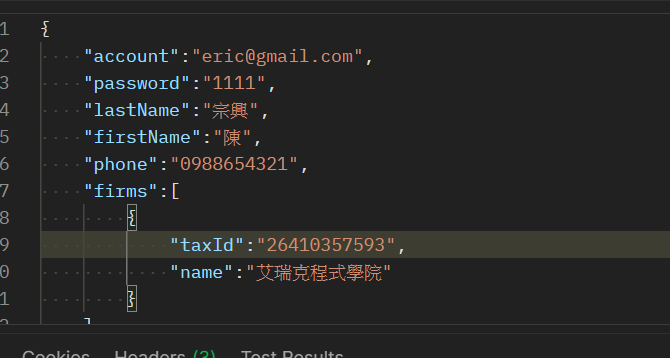 1 {
2 "account":"eric@gmail.com",
3 "password":"1111",
4 "lastName":"宗興",
5 "firstName":"陳",
6 "phone":"0988654321",
7 "firms":[
8 {
9 "taxId":"26410357593",
0 "name":"艾瑞克程式學院"
1 }
Cookies Headers (3) Test Results